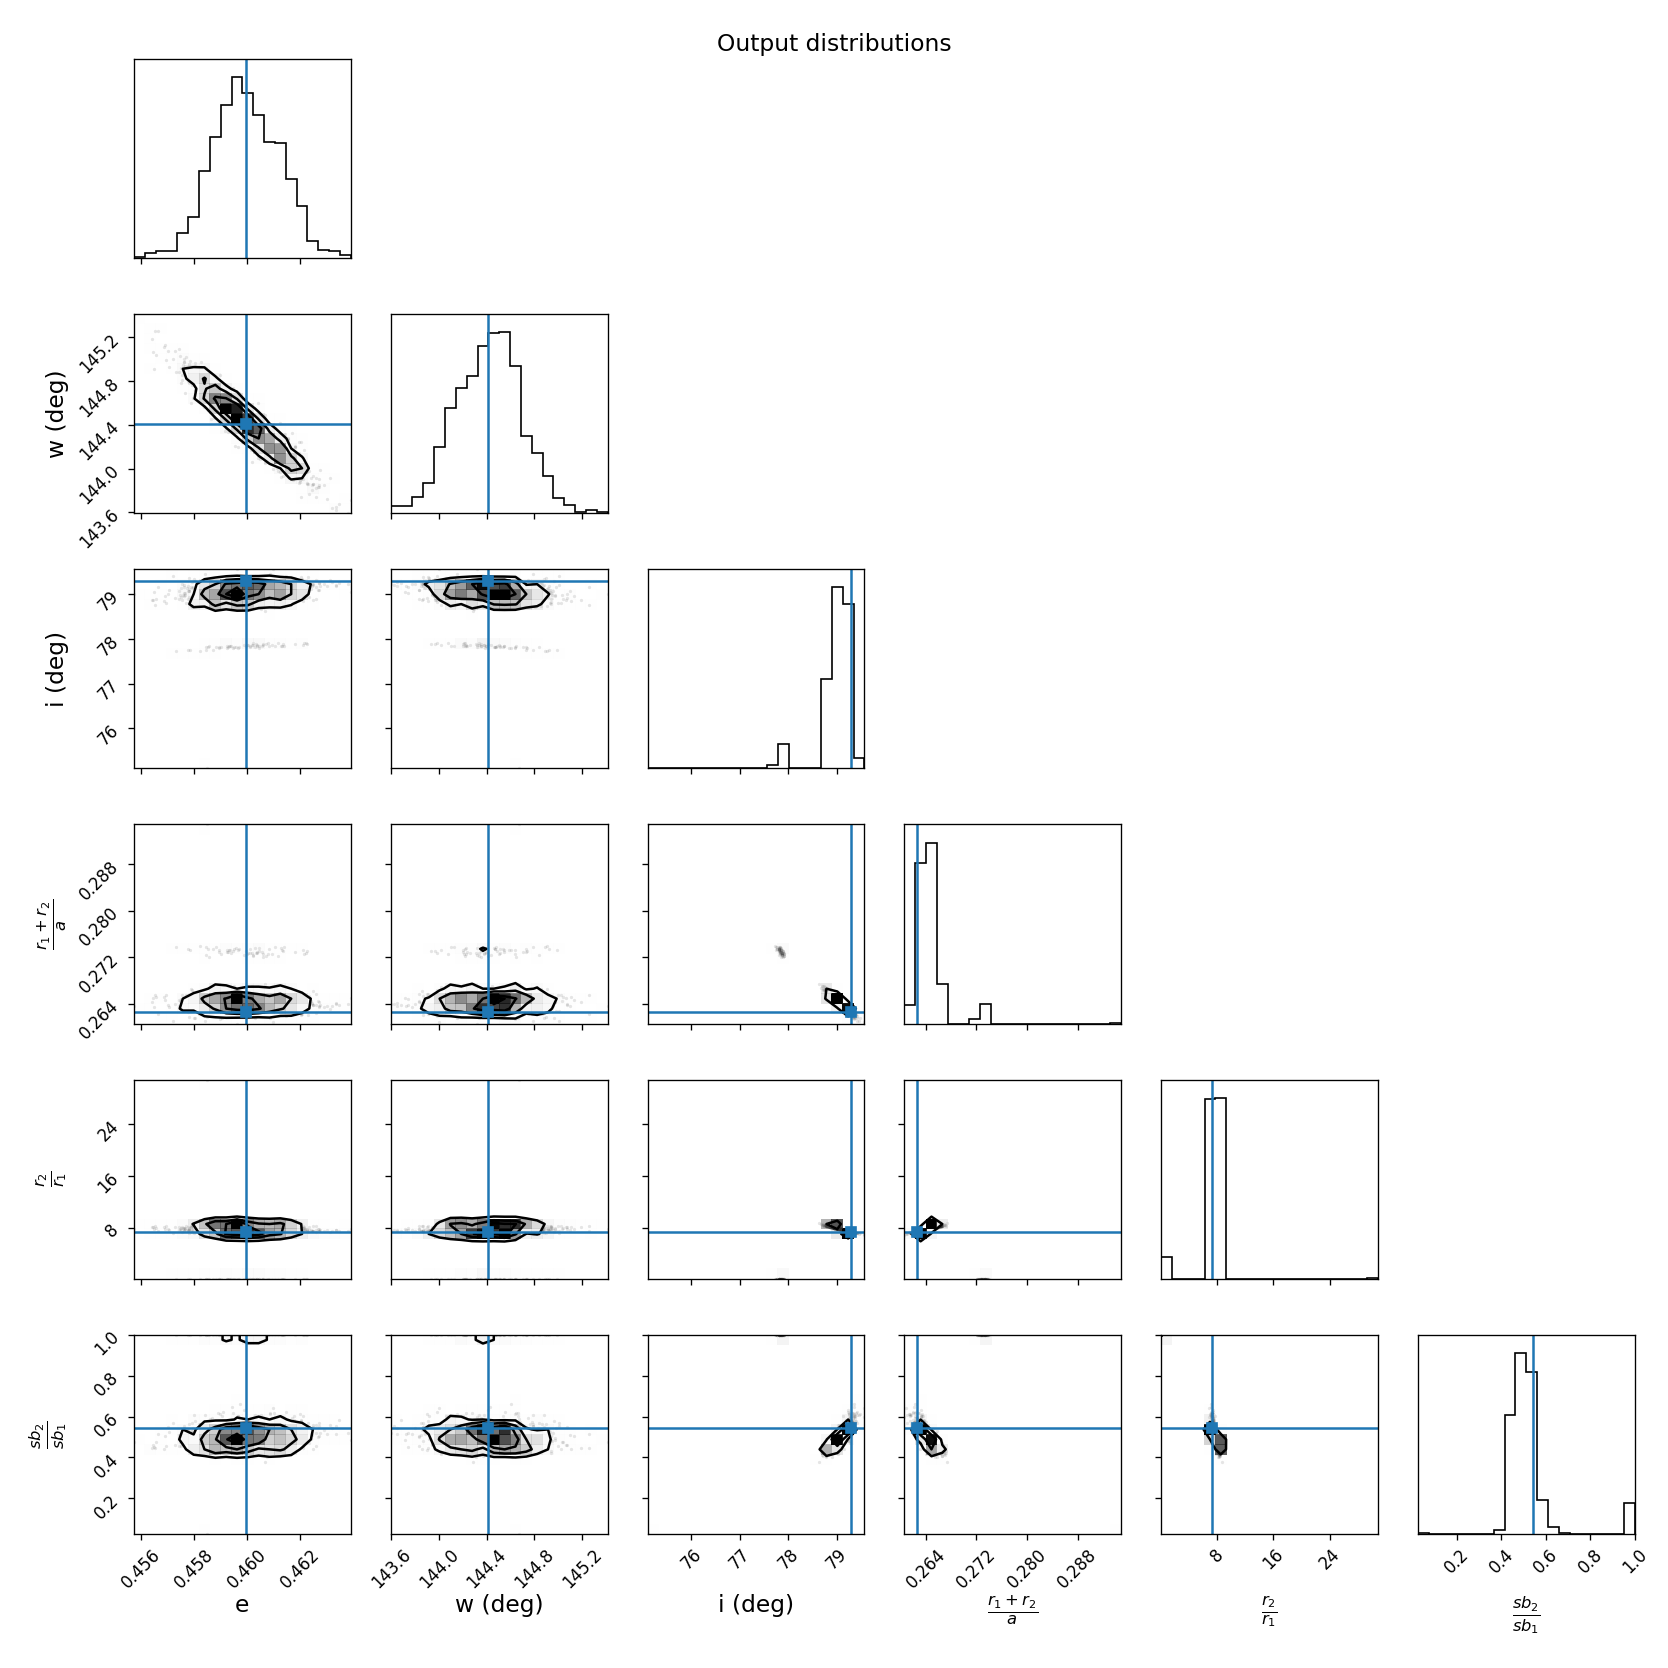 Output distributions
w (deg)
145.2
144.8
144.4
144.0
143.6
i (deg)
79
78
77
76
r1 + r2
a
0.288
0.280
0.272
0.264
r2
r1
24
16
8
sb2
sb1
1.0
0.8
0.6
0.4
0.2
0.456 0.458 0.460 0.462
143.6 144.0 144.4 144.8 145.2
76 77 78 79
0.264 0.272 0.280 0.288
8 16 24
0.2 0.4 0.6 0.8 1.0
e
w (deg)
i (deg)
r1 + r2
a
r2
r1
sb2
sb1